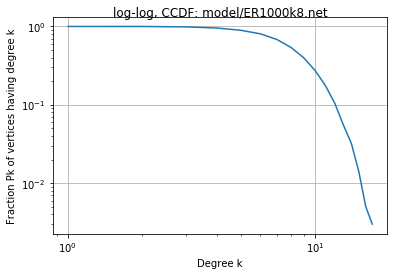 log-log, CCDF: model/ER1000k8.net
Fraction Pk of vertices having degree k
10⁰
10⁻¹
10⁻²
10⁰
10¹
Degree k